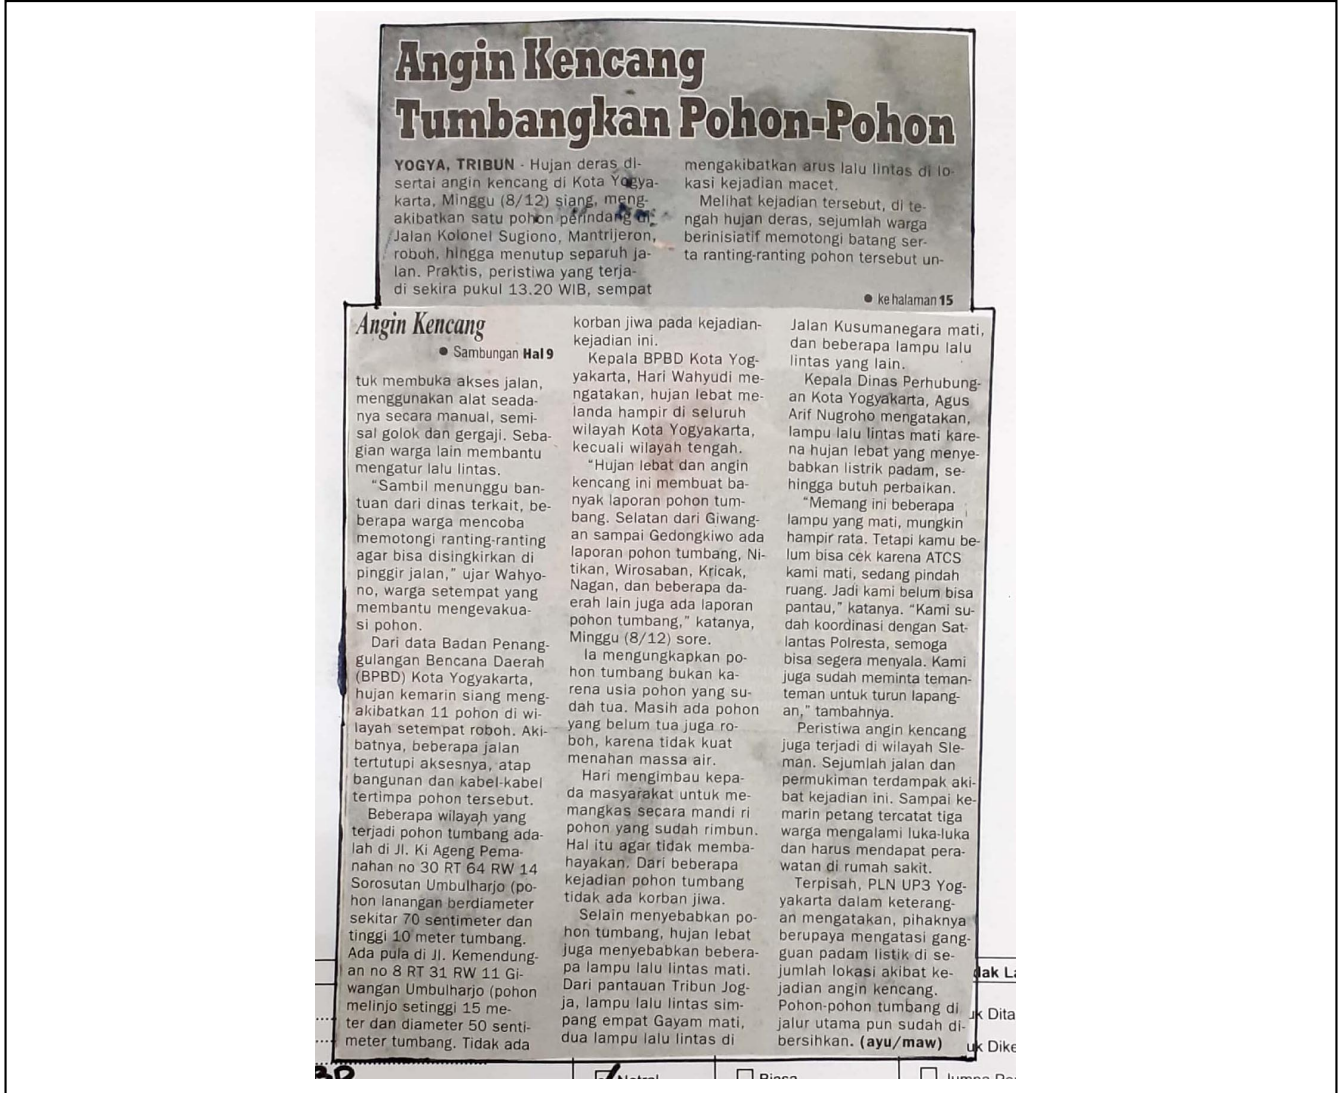 Angin Kencang
Tumbangkan Pohon-Pohon
YOGYA, TRIBUN - Hujan deras di-
sertai angin kencang di Kota Yogya-
karta, Minggu (8/12) siang, meng-
akibatkan satu pohon perindang di
Jalan Kolonel Sugiono, Mantrijeron,
roboh, hingga menutup separuh ja-
lan. Praktis, peristiwa yang terja-
di sekira pukul 13.20 WIB, sempat
mengakibatkan arus lalu lintas di lo-
kasi kejadian macet.
Melihat kejadian tersebut, di te-
ngah hujan deras, sejumlah warga
berinisiatif memotongi batang ser-
ta ranting-ranting pohon tersebut un-
● ke halaman 15
Angin Kencang
● Sambungan Hal 9
tuk membuka akses jalan,
menggunakan alat seada-
nya secara manual, semi-
sal golok dan gergaji. Seba-
gian warga lain membantu
mengatur lalu lintas.
"Sambil menunggu ban-
tuan dari dinas terkait, be-
berapa warga mencoba
memotongi ranting-ranting
agar bisa disingkirkan di
pinggir jalan," ujar Wahyo-
no, warga setempat yang
membantu mengevakua-
si pohon.
Dari data Badan Penang-
gulangan Bencana Daerah
(BPBD) Kota Yogyakarta,
hujan kemarin siang meng-
akibatkan 11 pohon di wi-
layah setempat roboh. Aki-
batnya, beberapa jalan
tertutupi aksesnya, atap
bangunan dan kabel-kabel
tertimpa pohon tersebut.
Beberapa wilayah yang
terjadi pohon tumbang ada-
lah di Jl. Ki Ageng Pema-
nahan no 30 RT 64 RW 14
Sorosutan Umbulharjo (po-
hon lanangan berdiameter
sekitar 70 sentimeter dan
tinggi 10 meter tumbang.
Ada pula di Jl. Kemendung-
an no 8 RT 31 RW 11 Gi-
wangan Umbulharjo (pohon
melinjo setinggi 15 me-
ter dan diameter 50 senti-
meter tumbang. Tidak ada
korban jiwa pada kejadian-
kejadian ini.
Kepala BPBD Kota Yog-
yakarta, Hari Wahyudi me-
ngatakan, hujan lebat me-
landa hampir di seluruh
wilayah Kota Yogyakarta,
kecuali wilayah tengah.
"Hujan lebat dan angin
kencang ini membuat ba-
nyak laporan pohon tum-
bang. Selatan dari Giwang-
an sampai Gedongkiwo ada
laporan pohon tumbang, Ni-
tikan, Wirosaban, Kricak,
Nagan, dan beberapa da-
erah lain juga ada laporan
pohon tumbang," katanya,
Minggu (8/12) sore.
Ia mengungkapkan po-
hon tumbang bukan ka-
rena usia pohon yang su-
dah tua. Masih ada pohon
yang belum tua juga ro-
boh, karena tidak kuat
menahan massa air.
Hari mengimbau kepa-
da masyarakat untuk me-
mangkas secara mandi ri
pohon yang sudah rimbun.
Hal itu agar tidak memba-
hayakan. Dari beberapa
kejadian pohon tumbang
tidak ada korban jiwa.
Selain menyebabkan po-
hon tumbang, hujan lebat
juga menyebabkan bebera-
pa lampu lalu lintas mati.
Dari pantauan Tribun Jog-
ja, lampu lalu lintas sim-
pang empat Gayam mati,
dua lampu lalu lintas di
Jalan Kusumanegara mati,
dan beberapa lampu lalu
lintas yang lain.
Kepala Dinas Perhubung-
an Kota Yogyakarta, Agus
Arif Nugroho mengatakan,
lampu lalu lintas mati kare-
na hujan lebat yang menye-
babkan listrik padam, se-
hingga butuh perbaikan.
"Memang ini beberapa
lampu yang mati, mungkin
hampir rata. Tetapi kamu be-
lum bisa cek karena ATCS
kami mati, sedang pindah
ruang. Jadi kami belum bisa
pantau," katanya. "Kami su-
dah koordinasi dengan Sat-
lantas Polresta, semoga
bisa segera menyala. Kami
juga sudah meminta teman-
teman untuk turun lapang-
an," tambahnya.
Peristiwa angin kencang
juga terjadi di wilayah Sle-
man. Sejumlah jalan dan
permukiman terdampak aki-
bat kejadian ini. Sampai ke-
marin petang tercatat tiga
warga mengalami luka-luka
dan harus mendapat pera-
watan di rumah sakit.
Terpisah, PLN UP3 Yog-
yakarta dalam keterang-
an mengatakan, pihaknya
berupaya mengatasi gang-
guan padam listik di se-
jumlah lokasi akibat ke-
jadian angin kencang.
Pohon-pohon tumbang di
jalur utama pun sudah di-
bersihkan. (ayu/maw)